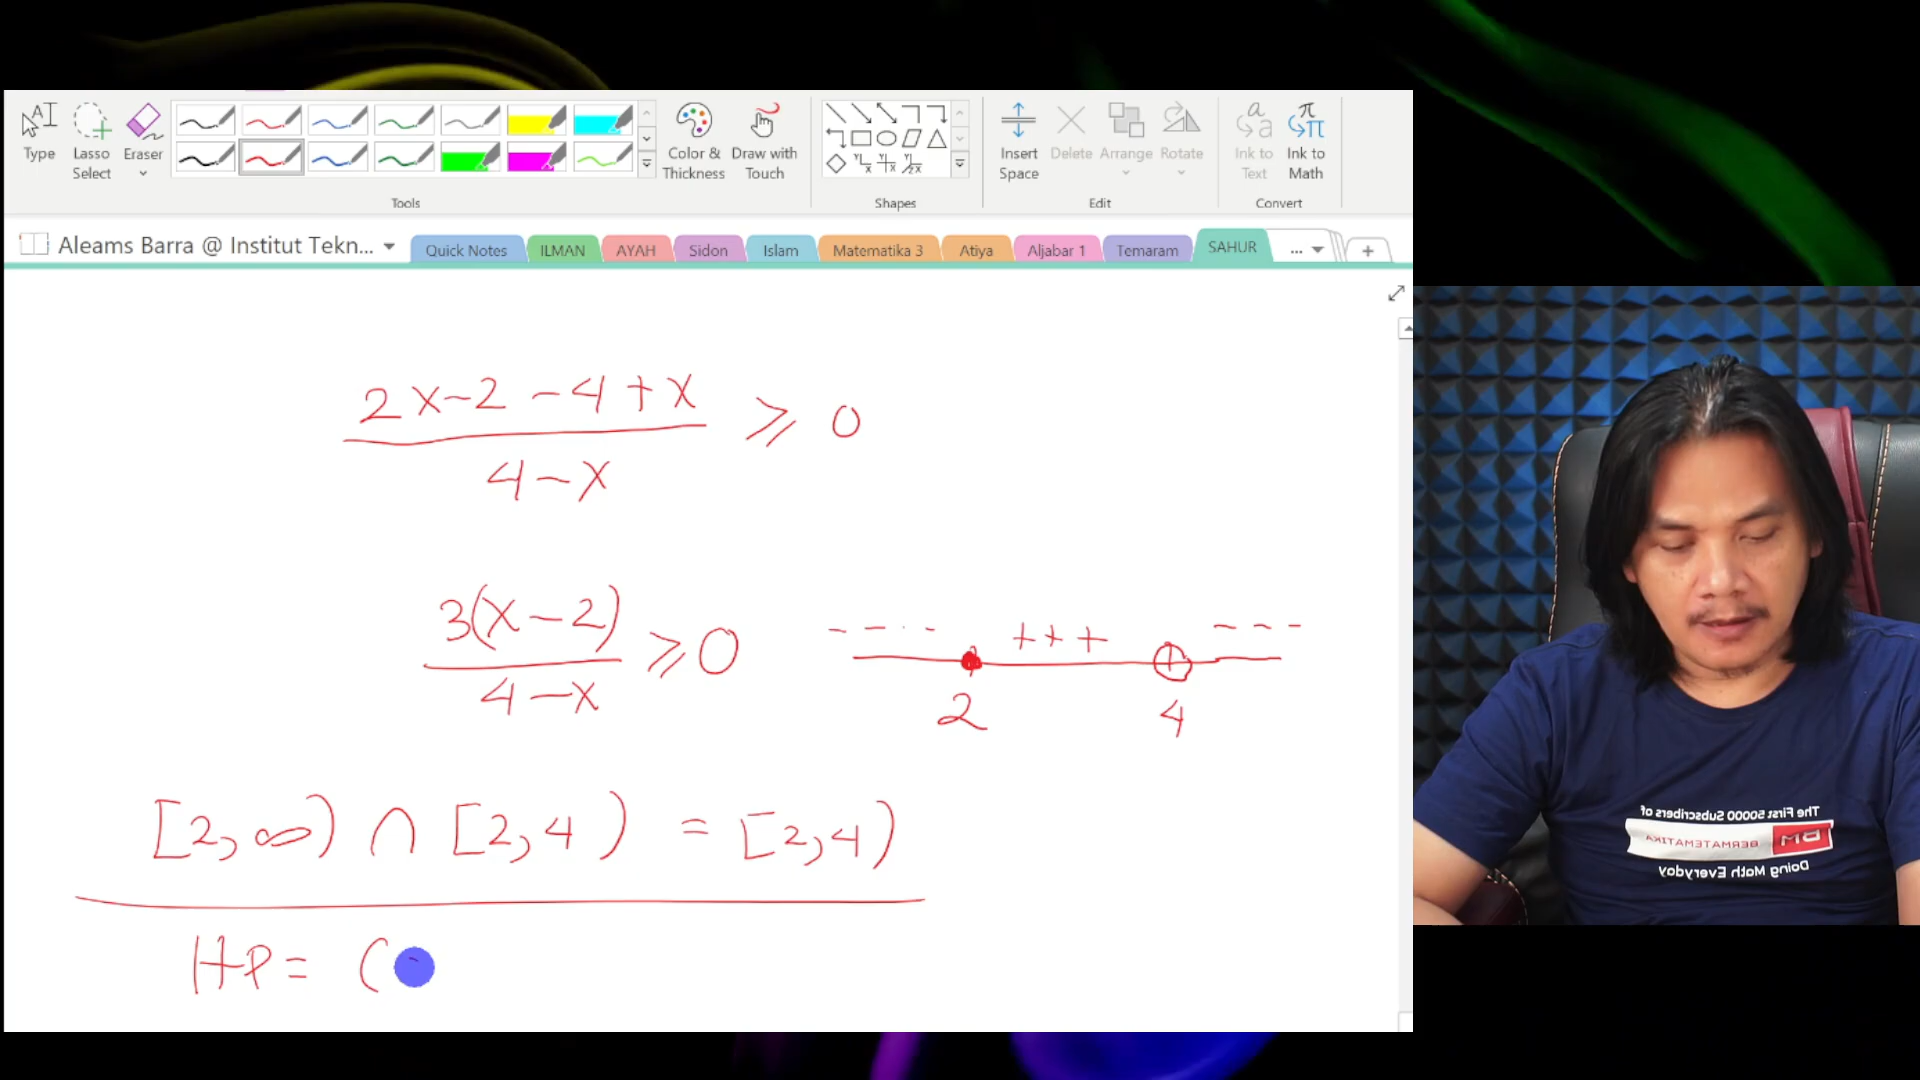 Type
Lasso Select
Eraser
Color & Thickness
Draw with Touch
Insert Space
Delete
Arrange
Rotate
Ink to Text
Ink to Math
Tools
Shapes
Edit
Convert
Aleams Barra @ Institut Tekn...
Quick Notes
ILMAN
AYAH
Sidon
Islam
Matematika 3
Atiya
Aljabar 1
Temaram
SAHUR
...
+
2x-2-4+x
⩾ 0
4-x
3(x-2)
⩾0
4-x
---- +++ ---
2 4
[2,∞) ∩ [2,4) = [2,4)
HP= (
The First 50000 Subscribers of
BM BERMATEMATIKA
Doing Math Everyday